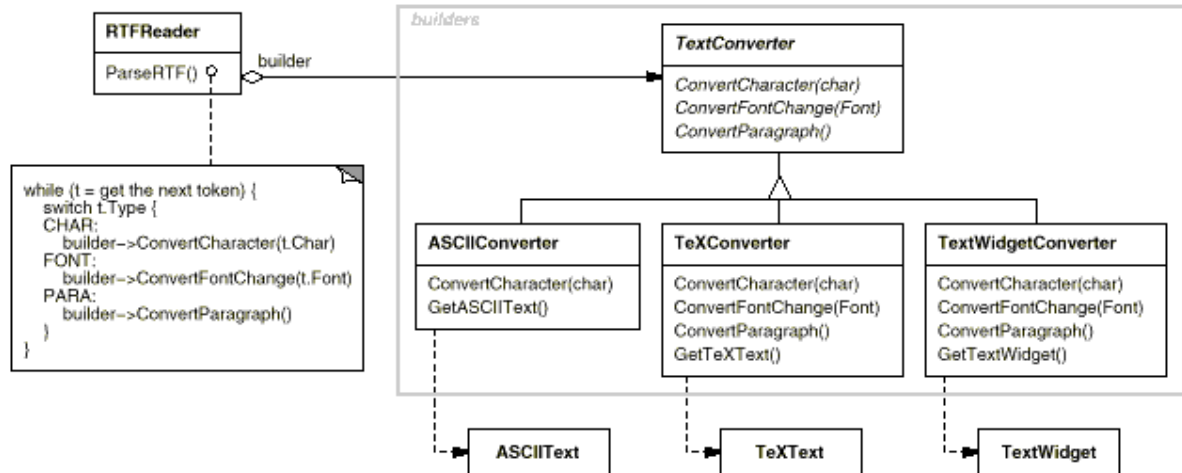 RTFReader
ParseRTF()
builder
builders
TextConverter
ConvertCharacter(char)
ConvertFontChange(Font)
ConvertParagraph()
while (t = get the next token) {
switch t.Type {
CHAR:
builder->ConvertCharacter(t.Char)
FONT:
builder->ConvertFontChange(t.Font)
PARA:
builder->ConvertParagraph()
}
}
ASCIIConverter
ConvertCharacter(char)
GetASCIIText()
TeXConverter
ConvertCharacter(char)
ConvertFontChange(Font)
ConvertParagraph()
GetTeXText()
TextWidgetConverter
ConvertCharacter(char)
ConvertFontChange(Font)
ConvertParagraph()
GetTextWidget()
ASCIIText
TeXText
TextWidget